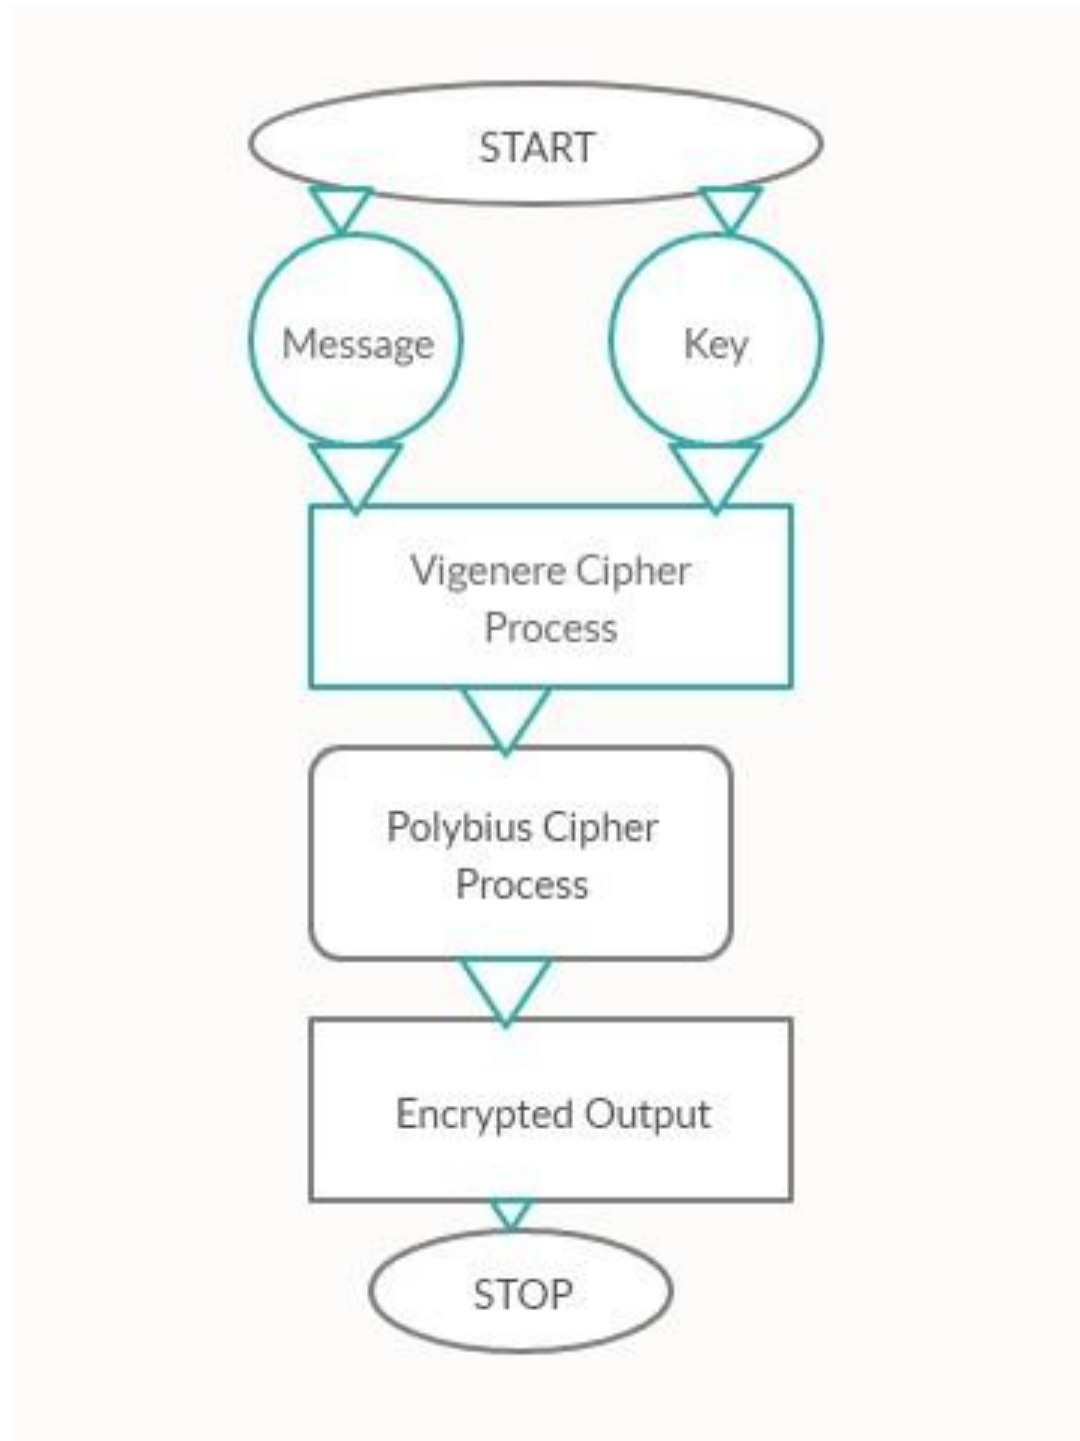 START
Message
Key
Vigenere Cipher
Process
Polybius Cipher
Process
Encrypted Output
STOP